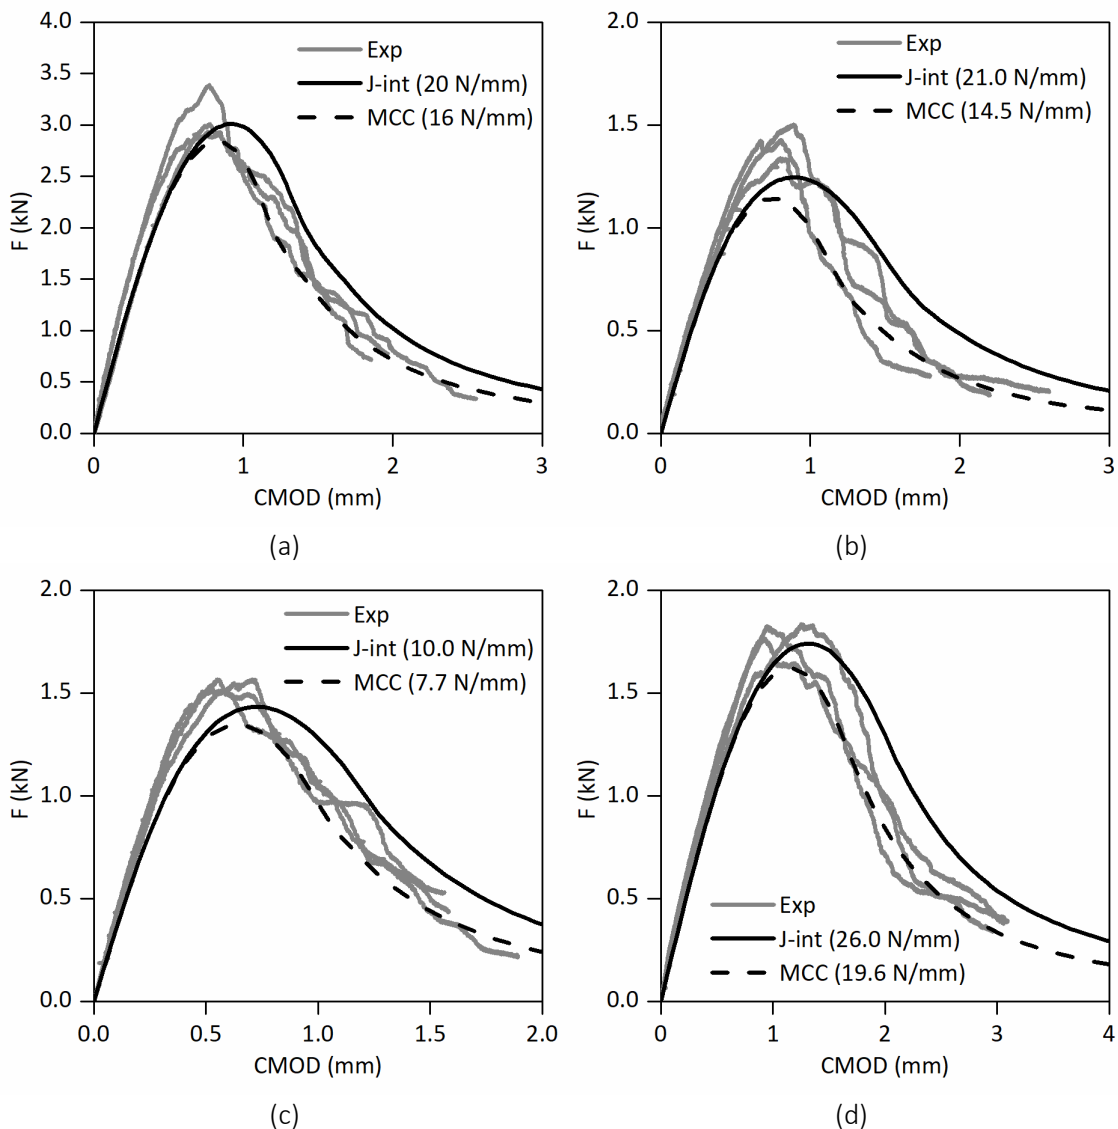 4.0
3.5
3.0
2.5
2.0
1.5
1.0
0.5
0.0
F (kN)
Exp
J-int (20 N/mm)
MCC (16 N/mm)
0 1 2 3
CMOD (mm)
(a)
2.0
1.5
1.0
0.5
0.0
F (kN)
Exp
J-int (21.0 N/mm)
MCC (14.5 N/mm)
0 1 2 3
CMOD (mm)
(b)
2.0
1.5
1.0
0.5
0.0
F (kN)
Exp
J-int (10.0 N/mm)
MCC (7.7 N/mm)
0.0 0.5 1.0 1.5 2.0
CMOD (mm)
(c)
2.0
1.5
1.0
0.5
0.0
F (kN)
Exp
J-int (26.0 N/mm)
MCC (19.6 N/mm)
0 1 2 3 4
CMOD (mm)
(d)